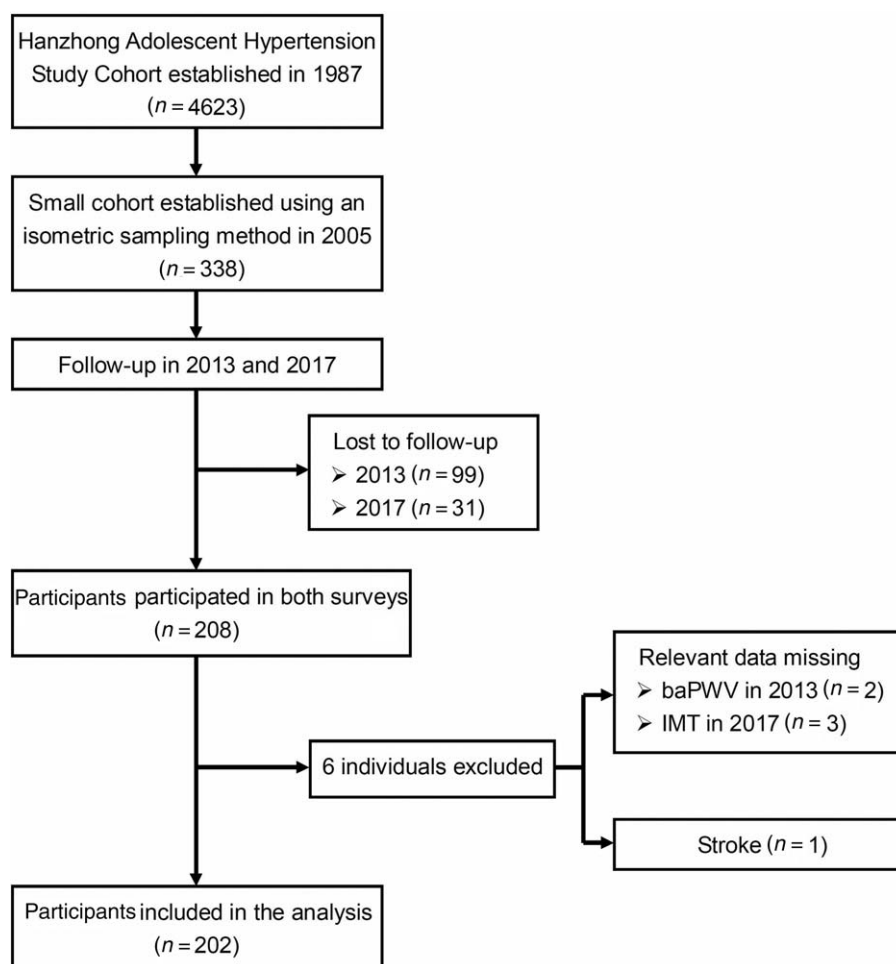 Hanzhong Adolescent Hypertension
Study Cohort established in 1987
(n = 4623)
Small cohort established using an
isometric sampling method in 2005
(n = 338)
Follow-up in 2013 and 2017
Lost to follow-up
➢ 2013 (n = 99)
➢ 2017 (n = 31)
Participants participated in both surveys
(n = 208)
Relevant data missing
➢ baPWV in 2013 (n = 2)
➢ IMT in 2017 (n = 3)
6 individuals excluded
Stroke (n = 1)
Participants included in the analysis
(n = 202)